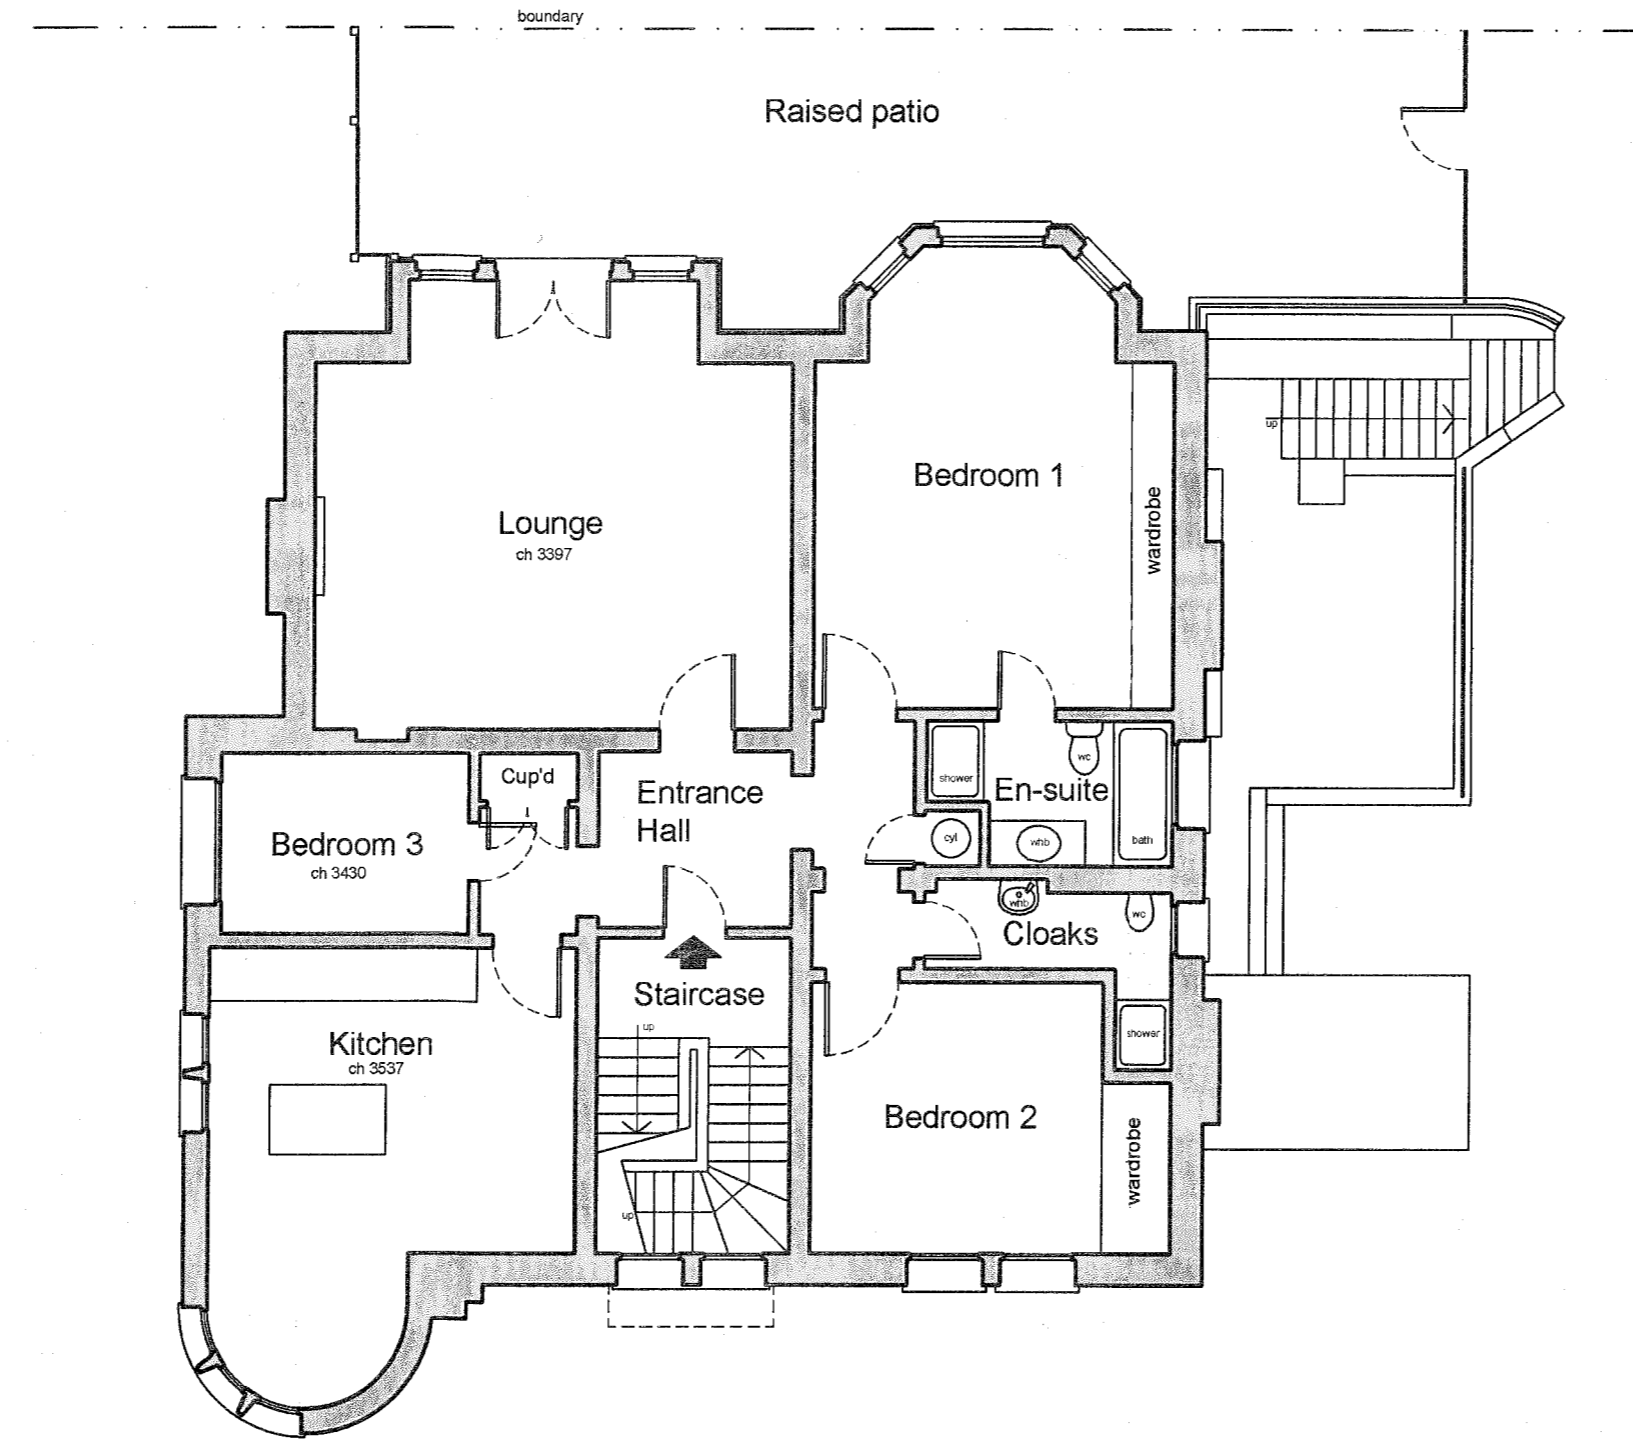 boundary
Raised patio
up
Bedroom 1
wardrobe
Lounge
ch 3397
Cup'd
Entrance
Hall
shower
wc
En-suite
cyl
whb
bath
Bedroom 3
ch 3430
whb
wc
Cloaks
Staircase
up
shower
Kitchen
ch 3537
Bedroom 2
wardrobe
up